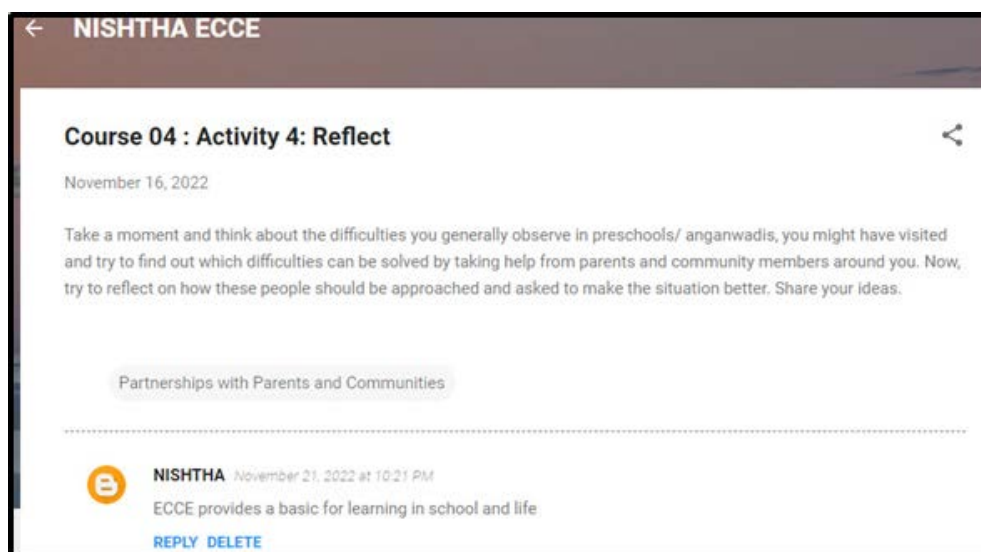 NISHTHA ECCE
Course 04 : Activity 4: Reflect
November 16, 2022
Take a moment and think about the difficulties you generally observe in preschools/ anganwadis, you might have visited
and try to find out which difficulties can be solved by taking help from parents and community members around you. Now,
try to reflect on how these people should be approached and asked to make the situation better. Share your ideas.
Partnerships with Parents and Communities
NISHTHA November 21, 2022 at 10:21 PM
ECCE provides a basic for learning in school and life
REPLY DELETE